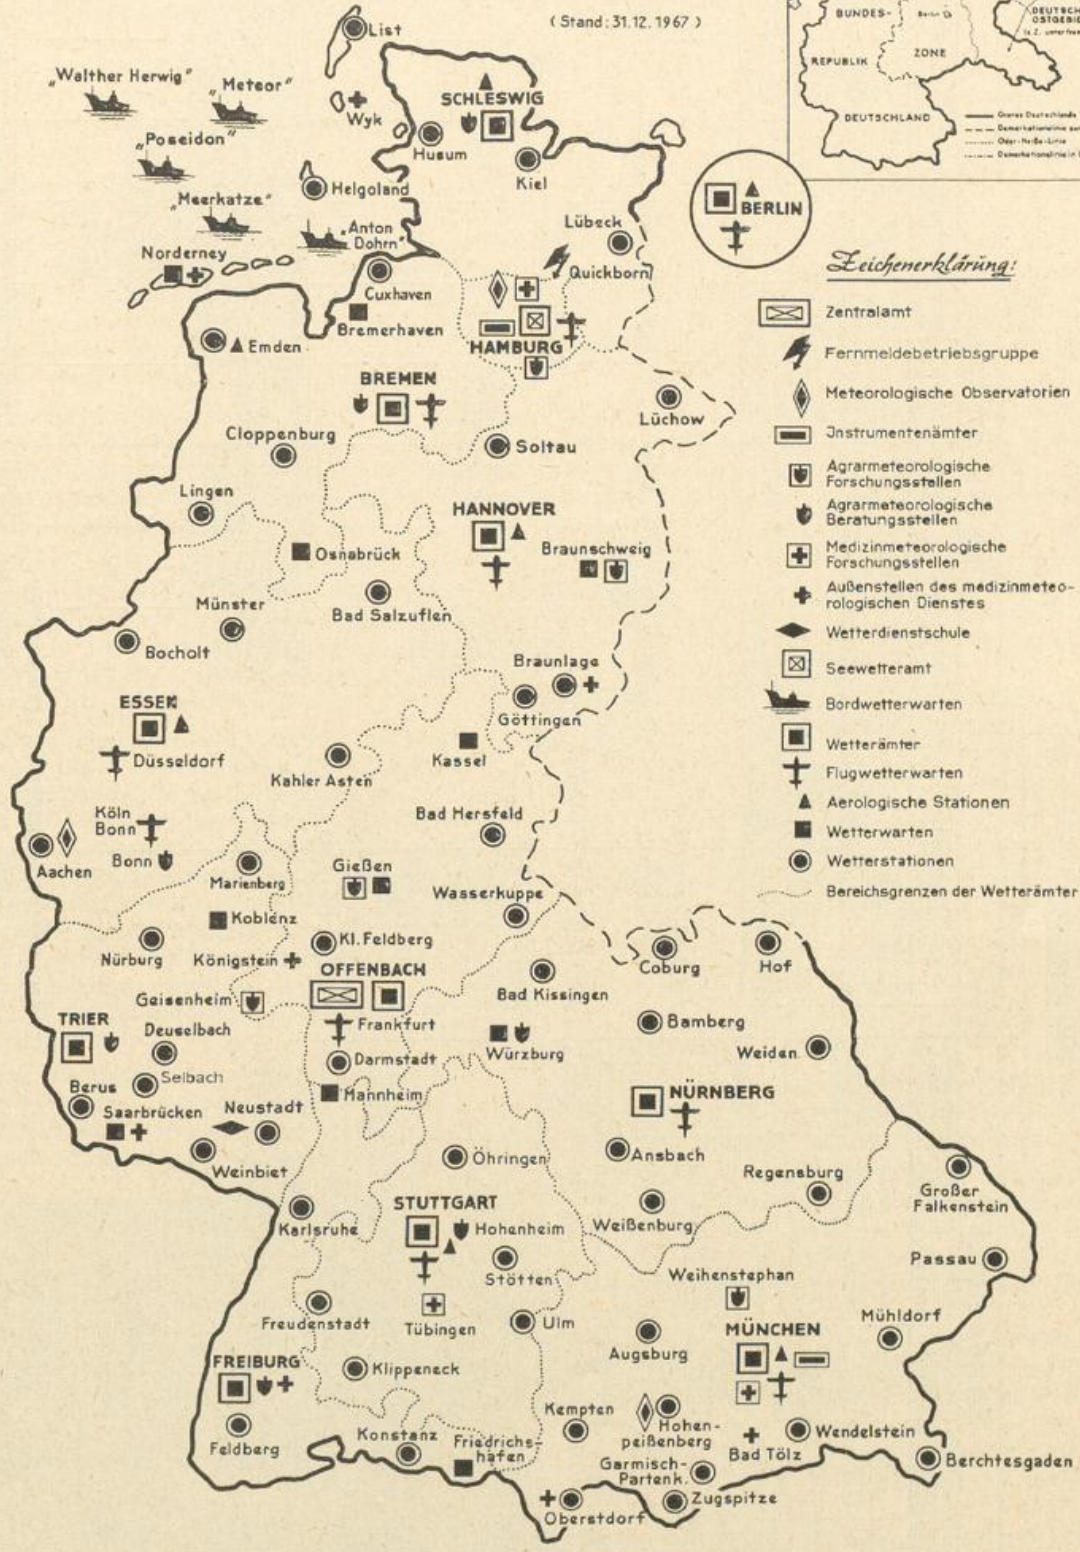 (Stand: 31.12.1967)
BUNDES-
REPUBLIK
ZONE
DEUTSCHLAND
List
„Walther Herwig“
„Meteor“
SCHLESWIG
Wyk
Husum
„Poseidon“
Kiel
Helgoland
„Meerkatze“
BERLIN
Lübeck
„Anton
Dohrn“
Norderney
Quickborn
Cuxhaven
Bremerhaven
Emden
HAMBURG
BREMEN
Lüchow
Cloppenburg
Soltau
Lingen
HANNOVER
Osnabrück
Braunschweig
Münster
Bad Salzuflen
Bocholt
Braunlage
ESSEN
Göttingen
Düsseldorf
Kassel
Kahler Asten
Köln
Bonn
Bad Hersfeld
Aachen
Bonn
Gießen
Marienberg
Wasserkuppe
Koblenz
Kl. Feldberg
Nürburg
Königstein
Coburg
Hof
OFFENBACH
Bad Kissingen
Geisenheim
TRIER
Deuselbach
Frankfurt
Bamberg
Würzburg
Weiden
Darmstadt
Selbach
Berus
Mannheim
NÜRNBERG
Saarbrücken
Neustadt
Weinbiet
Öhringen
Ansbach
Regensburg
Großer
Falkenstein
STUTTGART
Karlsruhe
Hohenheim
Weißenburg
Passau
Stötten
Weihenstephan
Freudenstadt
Tübingen
Ulm
MÜNCHEN
Mühldorf
Augsburg
FREIBURG
Klippeneck
Kempten
Hohen-
peißenberg
Wendelstein
Feldberg
Konstanz
Friedrichs-
hafen
Bad Tölz
Garmisch-
Partenk.
Berchtesgaden
Zugspitze
Oberstdorf
Zeichenerklärung:
Zentralamt
Fernmeldebetriebsgruppe
Meteorologische Observatorien
Instrumentenämter
Agrarmeteorologische
Forschungsstellen
Agrarmeteorologische
Beratungsstellen
Medizinmeteorologische
Forschungsstellen
Außenstellen des medizinmeteo-
rologischen Dienstes
Wetterdienstschule
Seewetteramt
Bordwetterwarten
Wetterämter
Flugwetterwarten
Aerologische Stationen
Wetterwarten
Wetterstationen
Bereichsgrenzen der Wetterämter